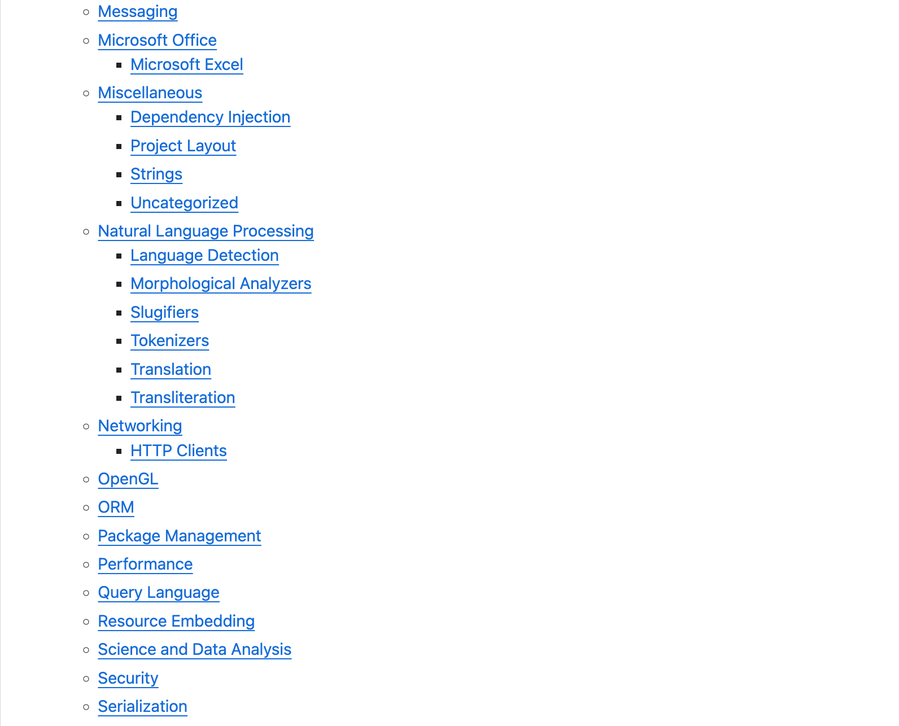 Messaging
Microsoft Office
Microsoft Excel
Miscellaneous
Dependency Injection
Project Layout
Strings
Uncategorized
Natural Language Processing
Language Detection
Morphological Analyzers
Slugifiers
Tokenizers
Translation
Transliteration
Networking
HTTP Clients
OpenGL
ORM
Package Management
Performance
Query Language
Resource Embedding
Science and Data Analysis
Security
Serialization